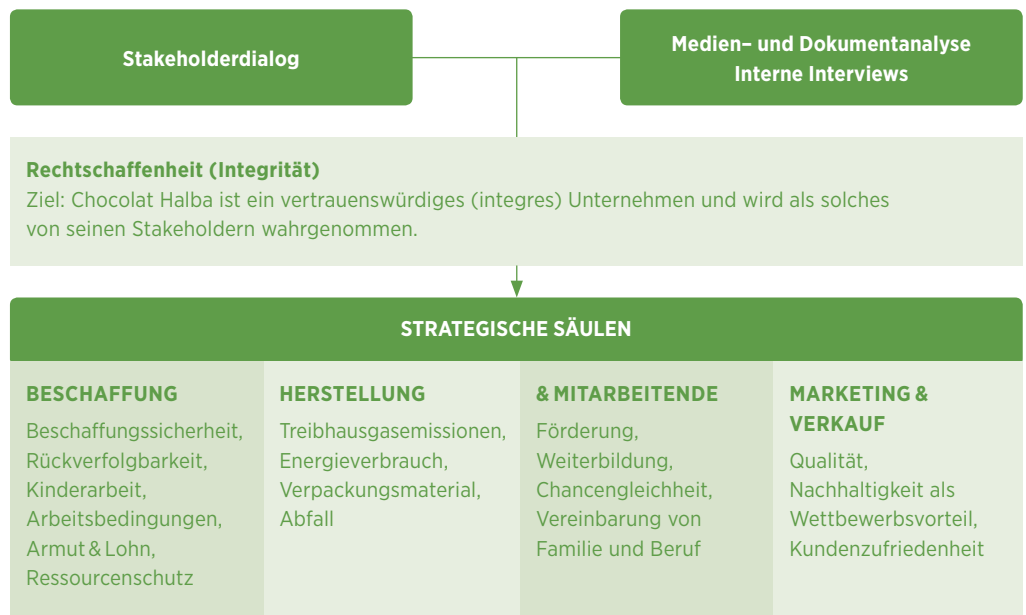 Stakeholderdialog
Medien– und Dokumentanalyse
Interne Interviews
Rechtschaffenheit (Integrität)
Ziel: Chocolat Halba ist ein vertrauenswürdiges (integres) Unternehmen und wird als solches
von seinen Stakeholdern wahrgenommen.
STRATEGISCHE SÄULEN
BESCHAFFUNG
Beschaffungssicherheit,
Rückverfolgbarkeit,
Kinderarbeit,
Arbeitsbedingungen,
Armut & Lohn,
Ressourcenschutz
HERSTELLUNG
Treibhausgasemissionen,
Energieverbrauch,
Verpackungsmaterial,
Abfall
& MITARBEITENDE
Förderung,
Weiterbildung,
Chancengleichheit,
Vereinbarung von
Familie und Beruf
MARKETING &
VERKAUF
Qualität,
Nachhaltigkeit als
Wettbewerbsvorteil,
Kundenzufriedenheit